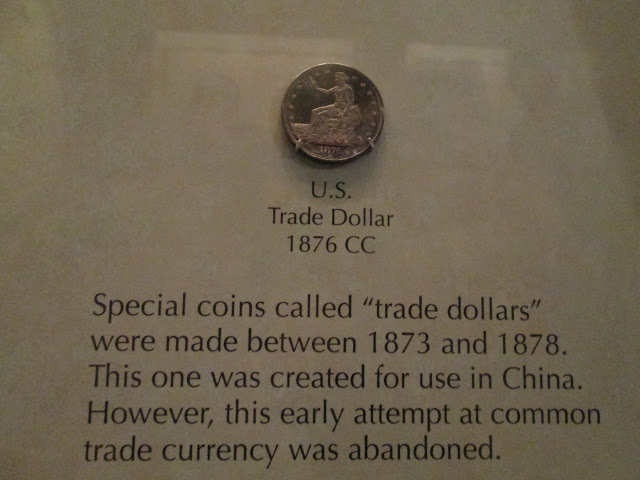 U.S.
Trade Dollar
1876 CC
Special coins called “trade dollars”
were made between 1873 and 1878.
This one was created for use in China.
However, this early attempt at common
trade currency was abandoned.